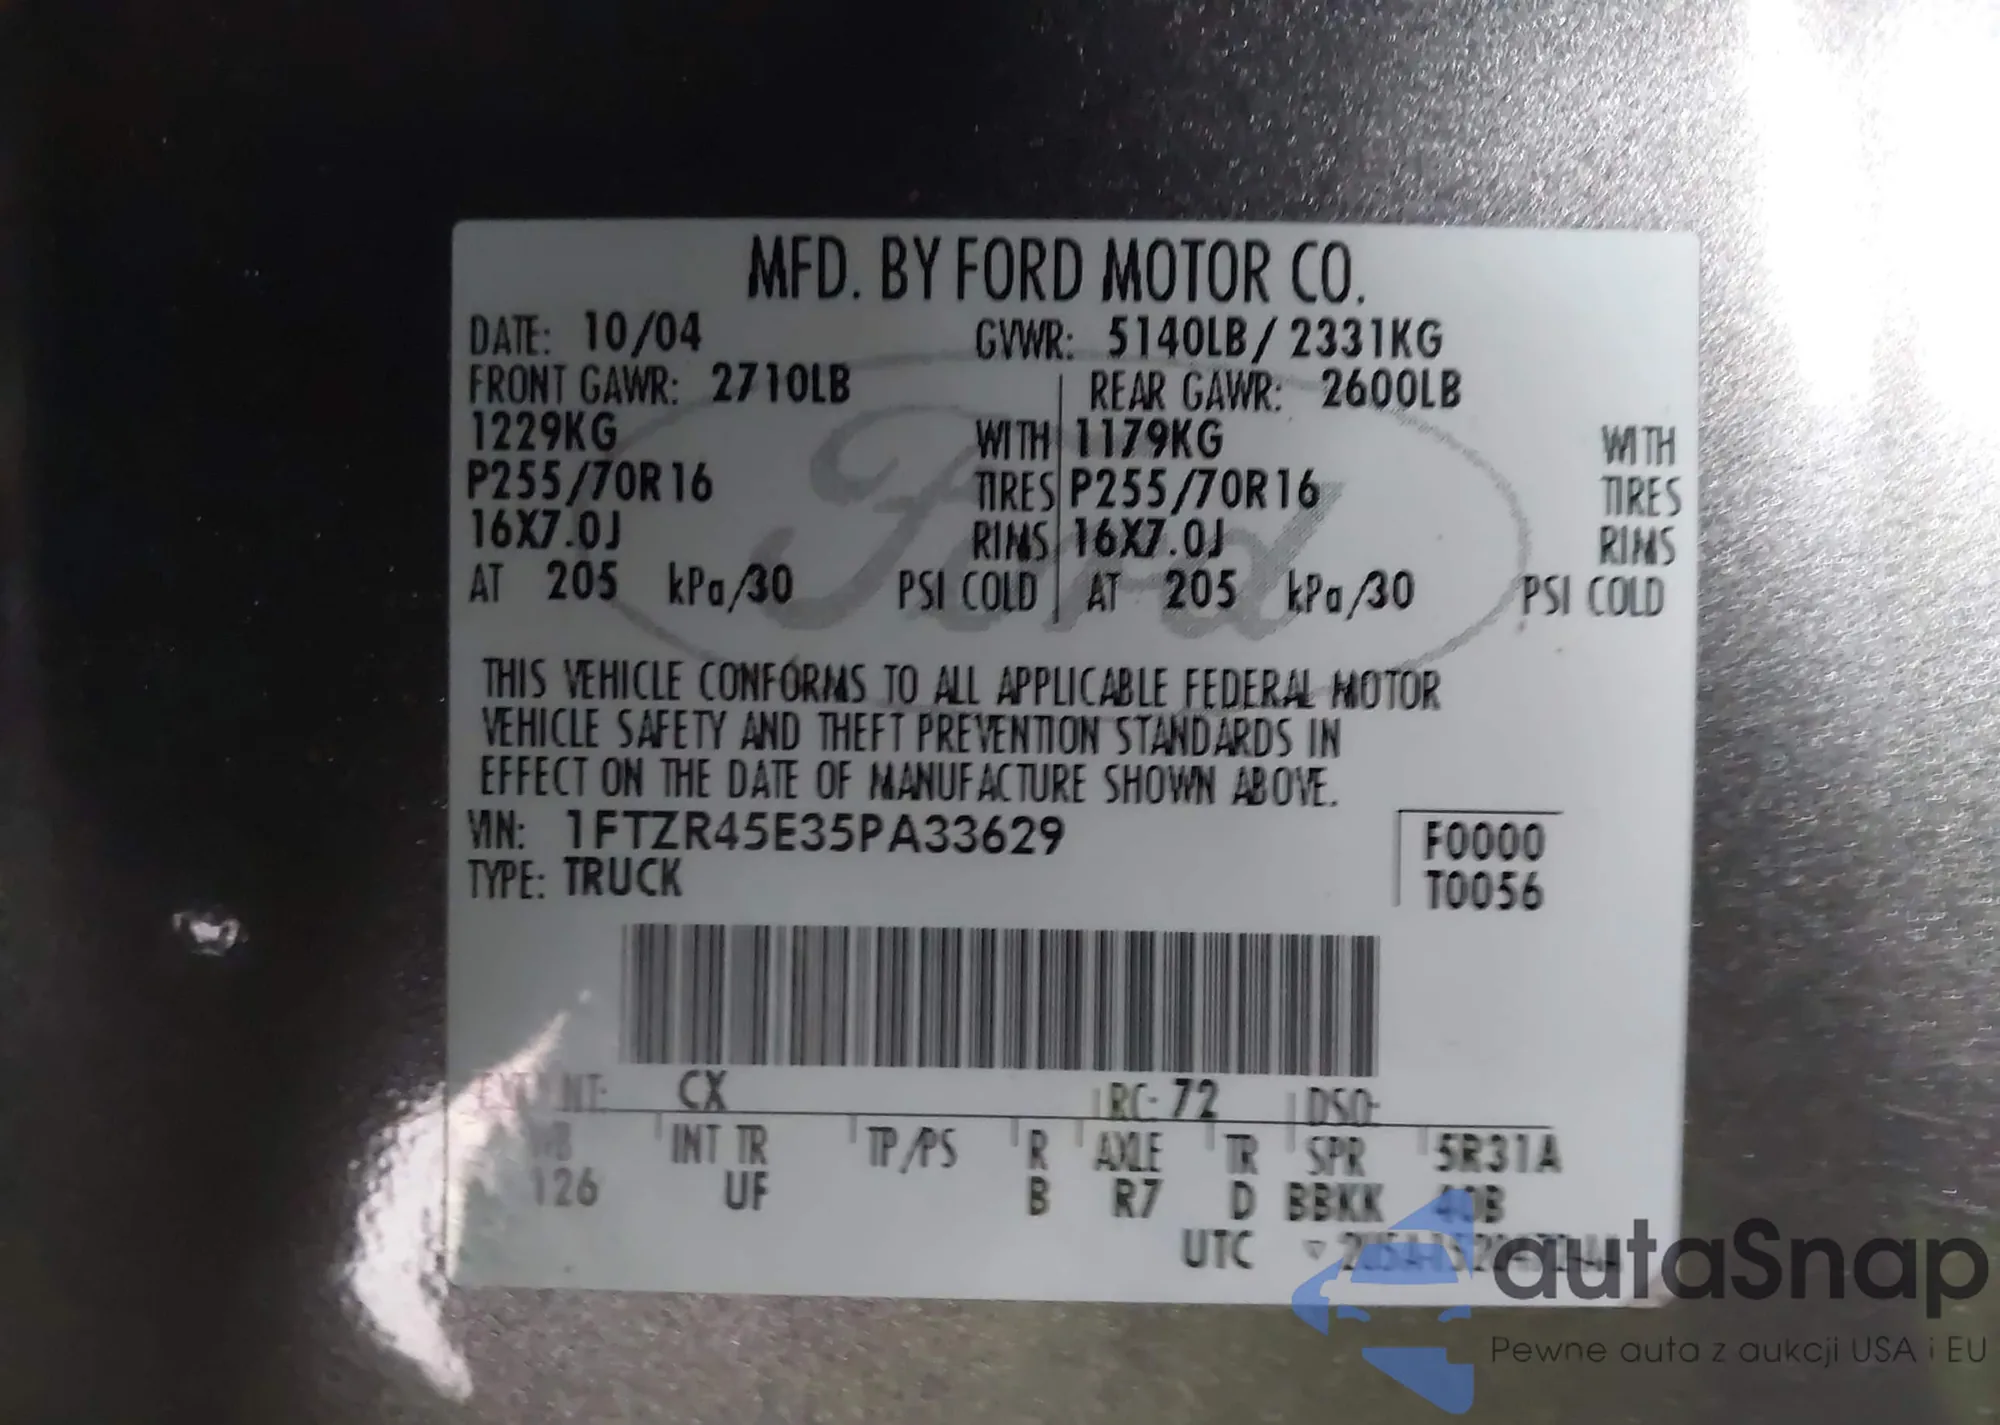 MFD. BY FORD MOTOR CO.
DATE: 10/04 GVWR: 5140LB/ 2331KG
FRONT GAWR: 2710LB REAR GAWR: 2600LB
1229KG WITH 1179KG WITH
P255/70R16 TIRES P255/70R16 TIRES
16X7.0J RIMS 16X7.0J RIMS
AT 205 kPa/30 PSI COLD AT 205 kPa/30 PSI COLD
Ford
THIS VEHICLE CONFORMS TO ALL APPLICABLE FEDERAL MOTOR
VEHICLE SAFETY AND THEFT PREVENTION STANDARDS IN
EFFECT ON THE DATE OF MANUFACTURE SHOWN ABOVE.
VIN: 1FTZR45E35PA33629 F0000
TYPE: TRUCK T0056
EXT PNT: CX RC: 72 DSO:
WB INT TR TP/PS R AXLE TR SPR 5R31A
126 UF B R7 D BBKK 40B
UTC
autaSnap
Pewne auta z aukcji USA i EU